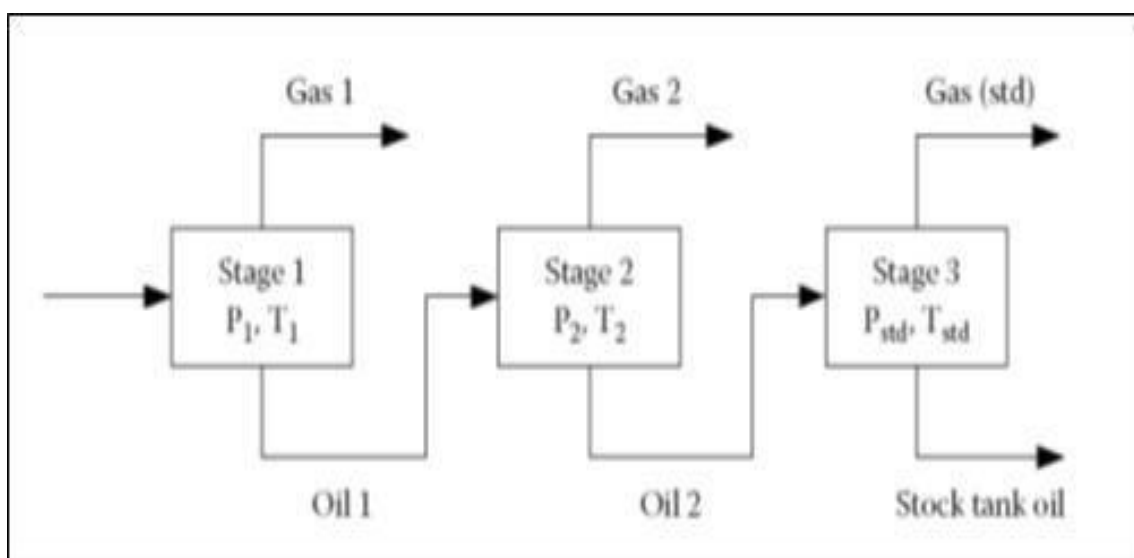 Gas 1
Gas 2
Gas (std)
Stage 1
P₁, T₁
Stage 2
P₂, T₂
Stage 3
Pstd, Tstd
Oil 1
Oil 2
Stock tank oil